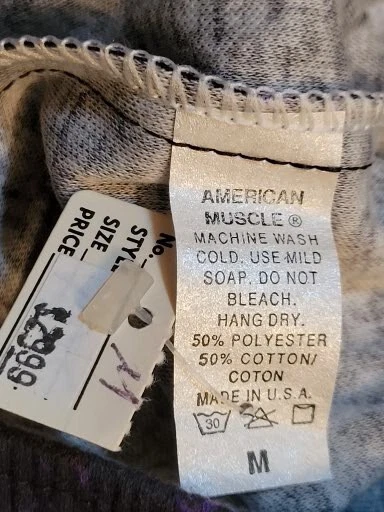 AMERICAN
MUSCLE ®
MACHINE WASH
COLD. USE MILD
SOAP. DO NOT
BLEACH.
HANG DRY.
50% POLYESTER
50% COTTON/
COTON
MADE IN U.S.A.
30
M
No.
STYLE
SIZE
PRICE
2999